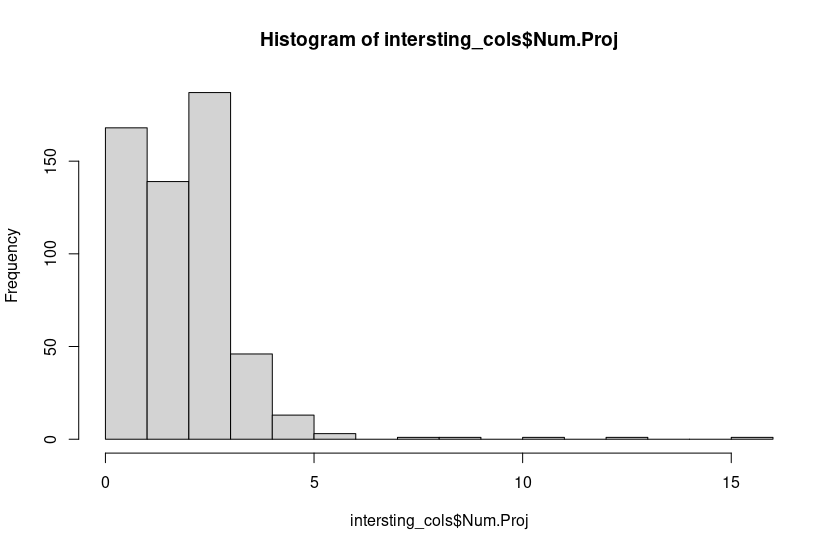 Histogram of intersting_cols$Num.Proj
Frequency
150
100
50
0
0 5 10 15
intersting_cols$Num.Proj